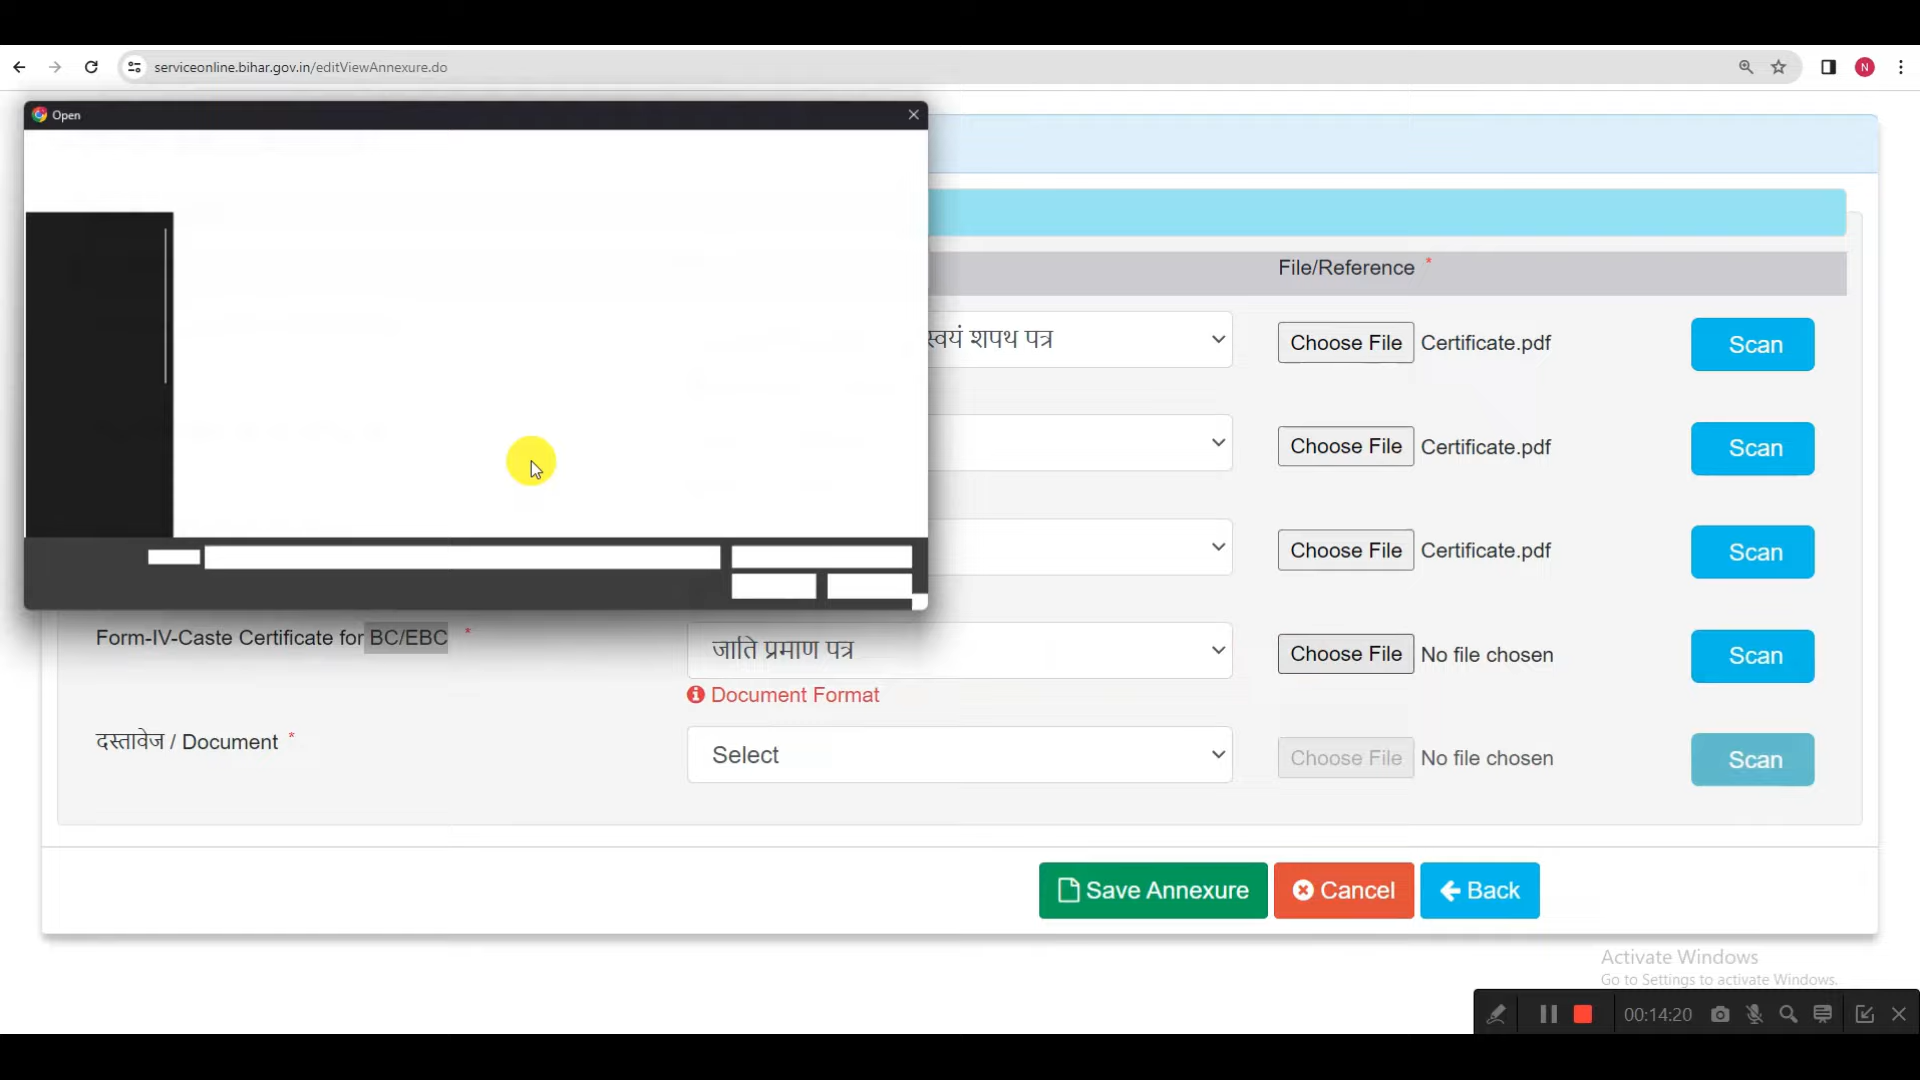 serviceonline.bihar.gov.in/editViewAnnexure.do
N
Open
File/Reference *
स्वयं शपथ पत्र
Choose File Certificate.pdf
Scan
Choose File Certificate.pdf
Scan
Choose File Certificate.pdf
Scan
Form-IV-Caste Certificate for BC/EBC *
जाति प्रमाण पत्र
Choose File No file chosen
Scan
Document Format
दस्तावेज / Document *
Select
Choose File No file chosen
Scan
Save Annexure
Cancel
Back
Activate Windows
Go to Settings to activate Windows.
00:14:20